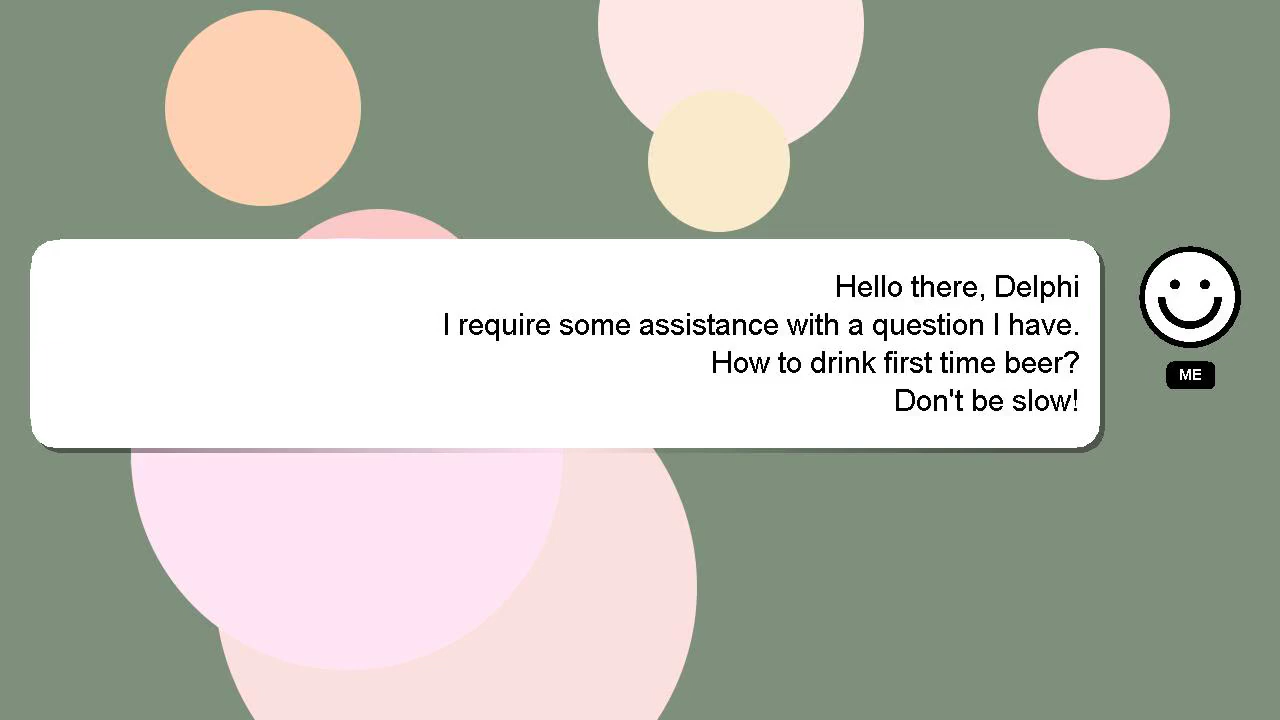 Hello there, Delphi
I require some assistance with a question I have.
How to drink first time beer?
Don't be slow!
ME